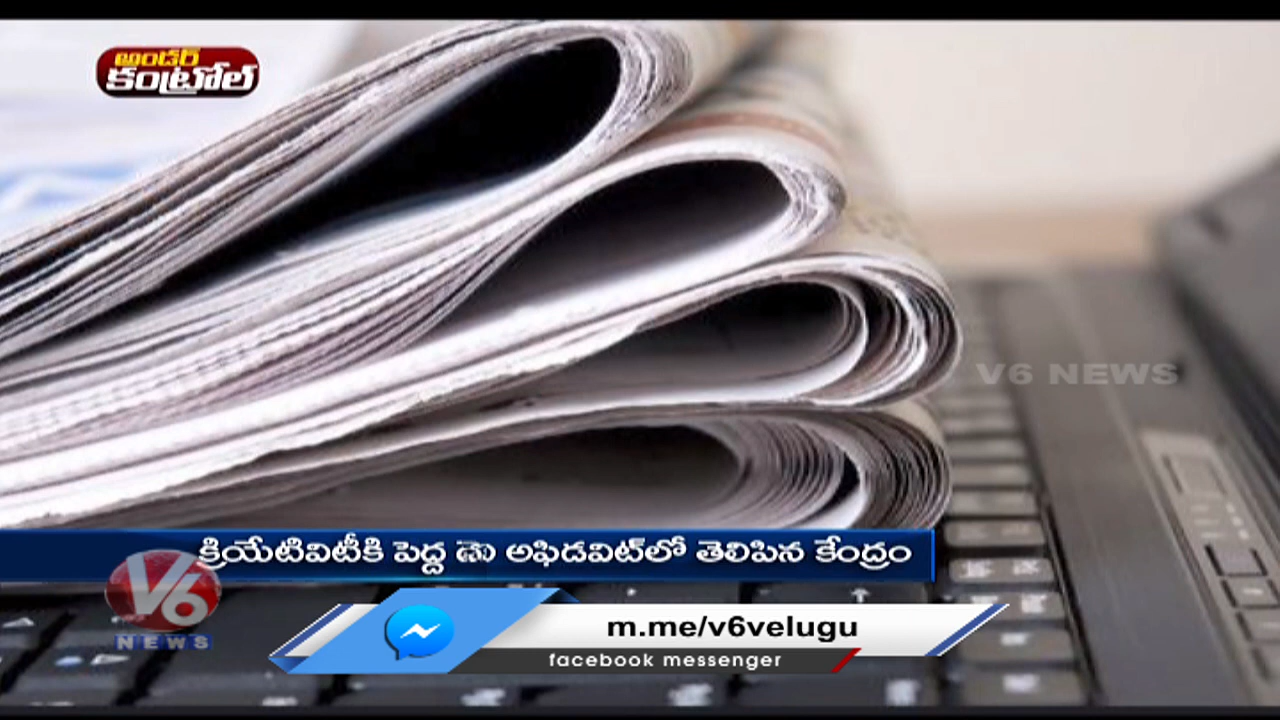 అండర్
కంట్రోల్
V6 NEWS
క్రియేటివిటీకి పెద్ద అఫిడవిట్‌లో తెలిపిన కేంద్రం
V6
NEWS
m.me/v6velugu
facebook messenger